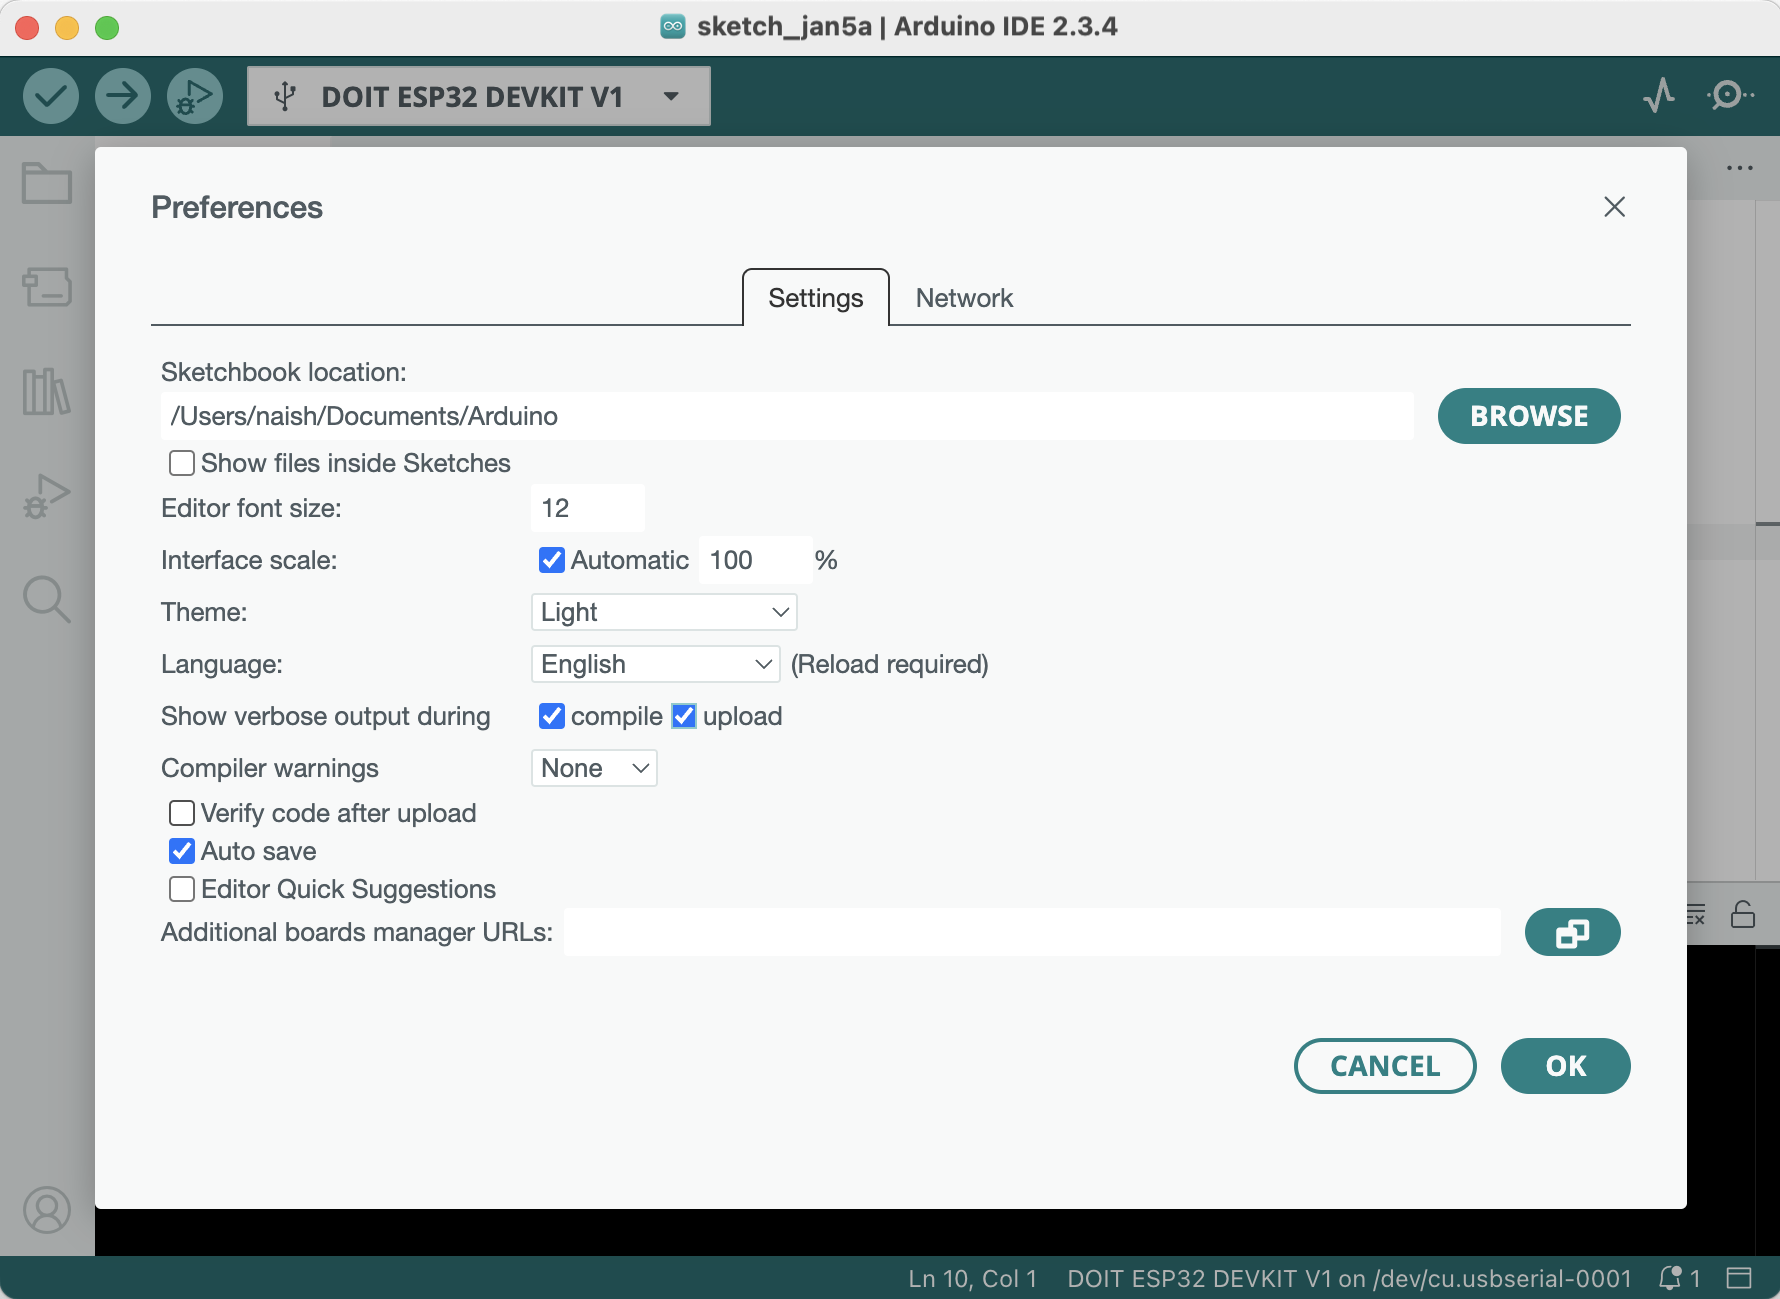 sketch_jan5a | Arduino IDE 2.3.4
DOIT ESP32 DEVKIT V1
Preferences
Settings
Network
Sketchbook location:
/Users/naish/Documents/Arduino
BROWSE
Show files inside Sketches
Editor font size:
12
Interface scale:
Automatic 100 %
Theme:
Light
Language:
English (Reload required)
Show verbose output during
compile upload
Compiler warnings
None
Verify code after upload
Auto save
Editor Quick Suggestions
Additional boards manager URLs:
CANCEL
OK
Ln 10, Col 1 DOIT ESP32 DEVKIT V1 on /dev/cu.usbserial-0001 1